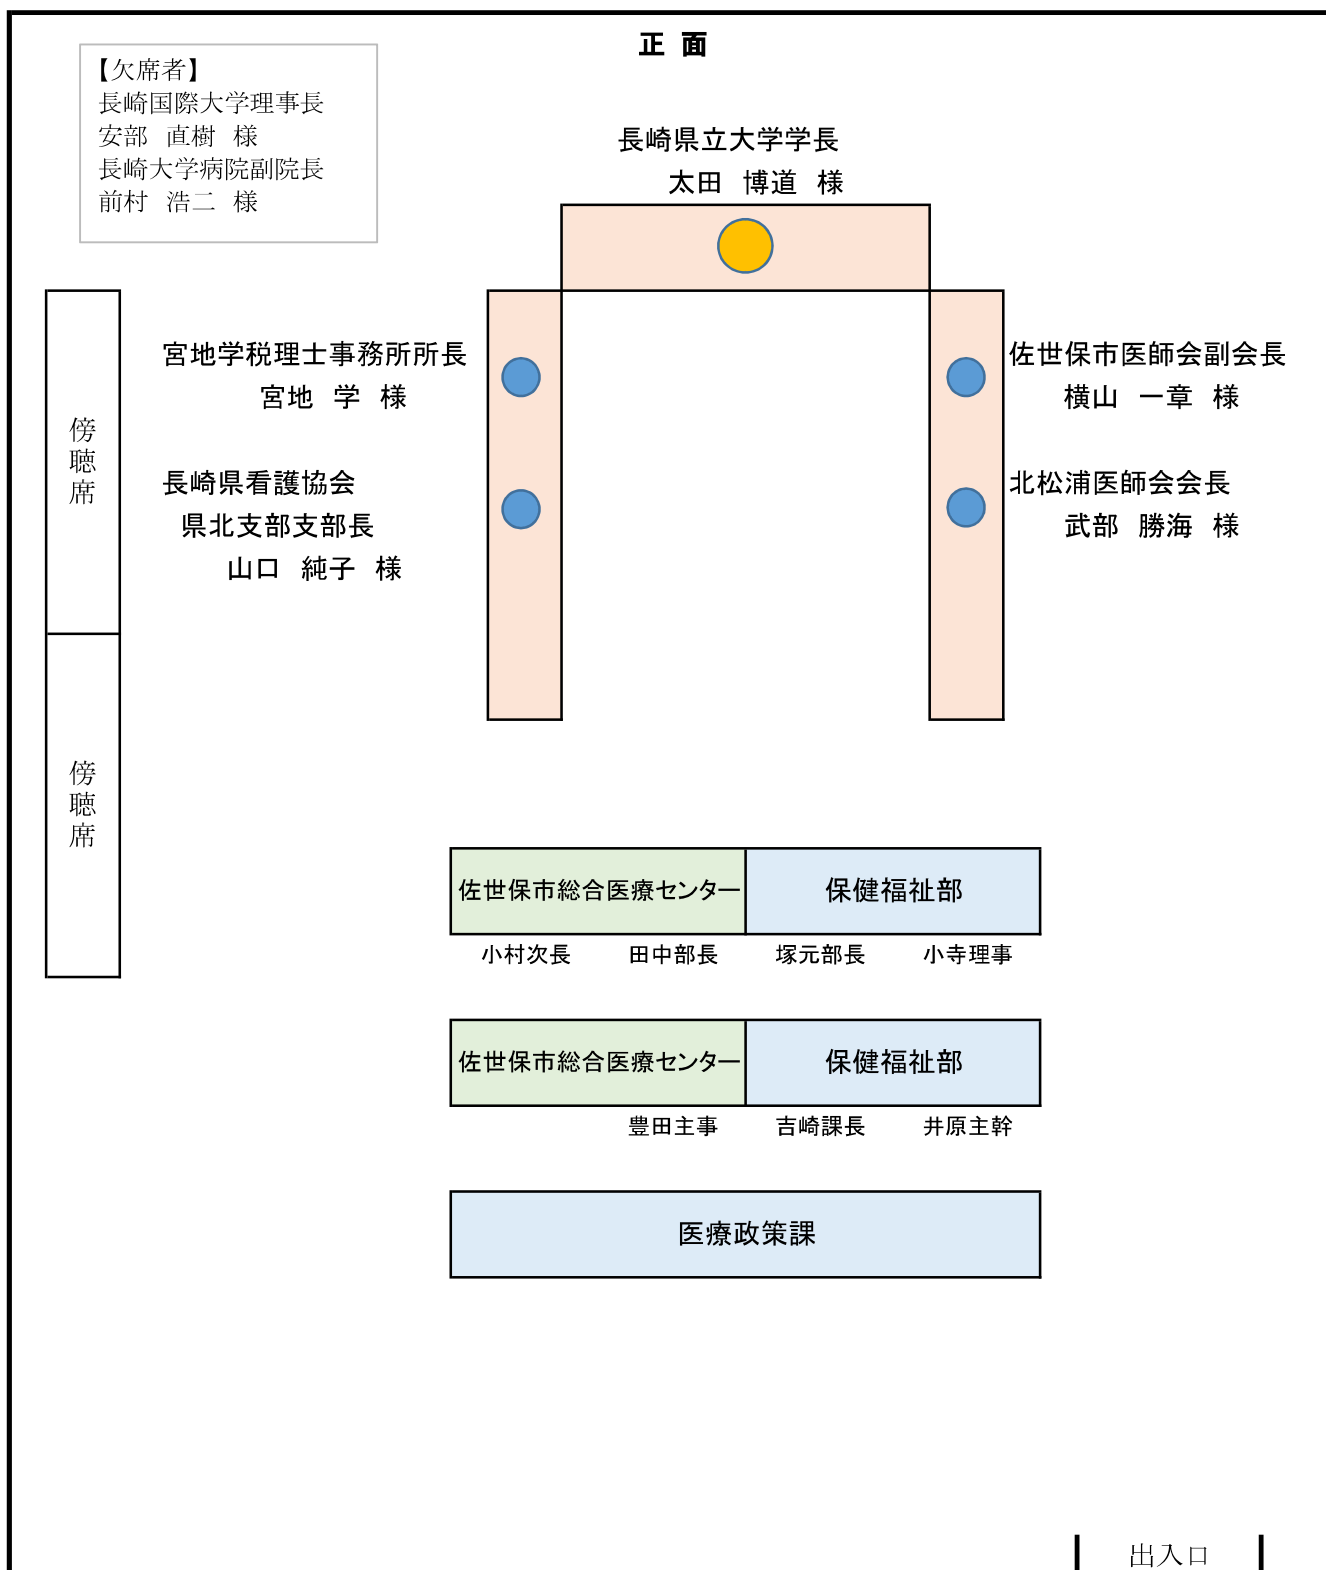 正 面
【欠席者】
長崎国際大学理事長
安部 直樹 様
長崎大学病院副院長
前村 浩二 様
長崎県立大学学長
太田 博道 様
宮地学税理士事務所所長
宮地 学 様
佐世保市医師会副会長
横山 一章 様
長崎県看護協会
県北支部支部長
山口 純子 様
北松浦医師会会長
武部 勝海 様
傍聴席
傍聴席
佐世保市総合医療センター 保健福祉部
小村次長 田中部長 塚元部長 小寺理事
佐世保市総合医療センター 保健福祉部
豊田主事 吉崎課長 井原主幹
医療政策課
出入口